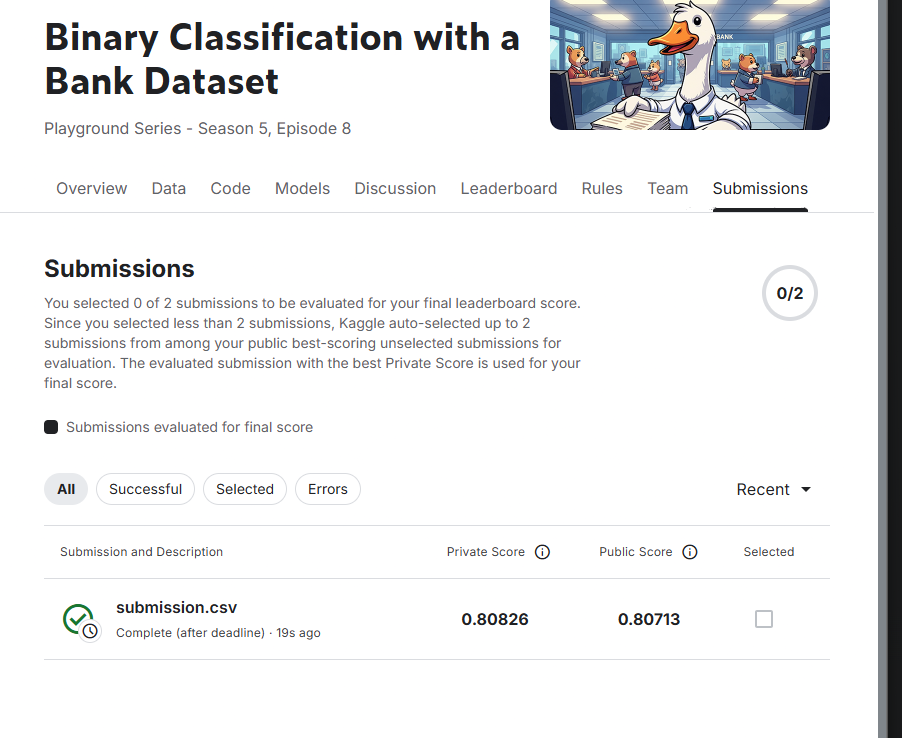 BANK
Binary Classification with a
Bank Dataset
Playground Series - Season 5, Episode 8
Overview Data Code Models Discussion Leaderboard Rules Team Submissions
Submissions
You selected 0 of 2 submissions to be evaluated for your final leaderboard score.
Since you selected less than 2 submissions, Kaggle auto-selected up to 2
submissions from among your public best-scoring unselected submissions for
evaluation. The evaluated submission with the best Private Score is used for your
final score.
0/2
Submissions evaluated for final score
All Successful Selected Errors Recent
Submission and Description Private Score Public Score Selected
submission.csv
Complete (after deadline) · 19s ago
0.80826 0.80713